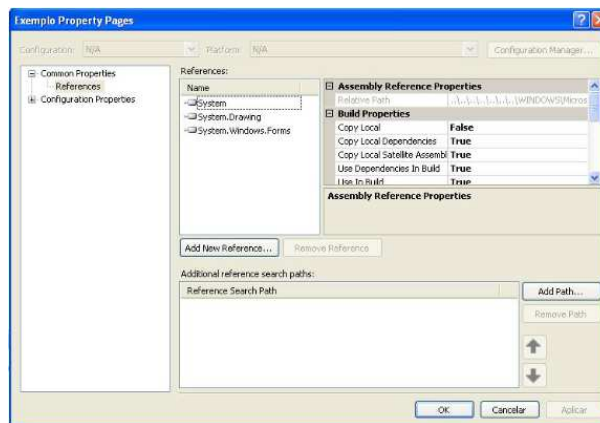 Exemplo Property Pages
Configuration: N/A Platform: N/A Configuration Manager...
Common Properties
References
Configuration Properties
References:
Name
System
System.Drawing
System.Windows.Forms
Assembly Reference Properties
Relative Path ..\..\..\..\..\..\WINDOWS\Micros
Build Properties
Copy Local False
Copy Local Dependencies True
Copy Local Satellite Assembl True
Use Dependencies In Build True
Use In Build True
Assembly Reference Properties
Add New Reference... Remove Reference
Additional reference search paths:
Reference Search Path
Add Path...
Remove Path
OK Cancelar Aplicar